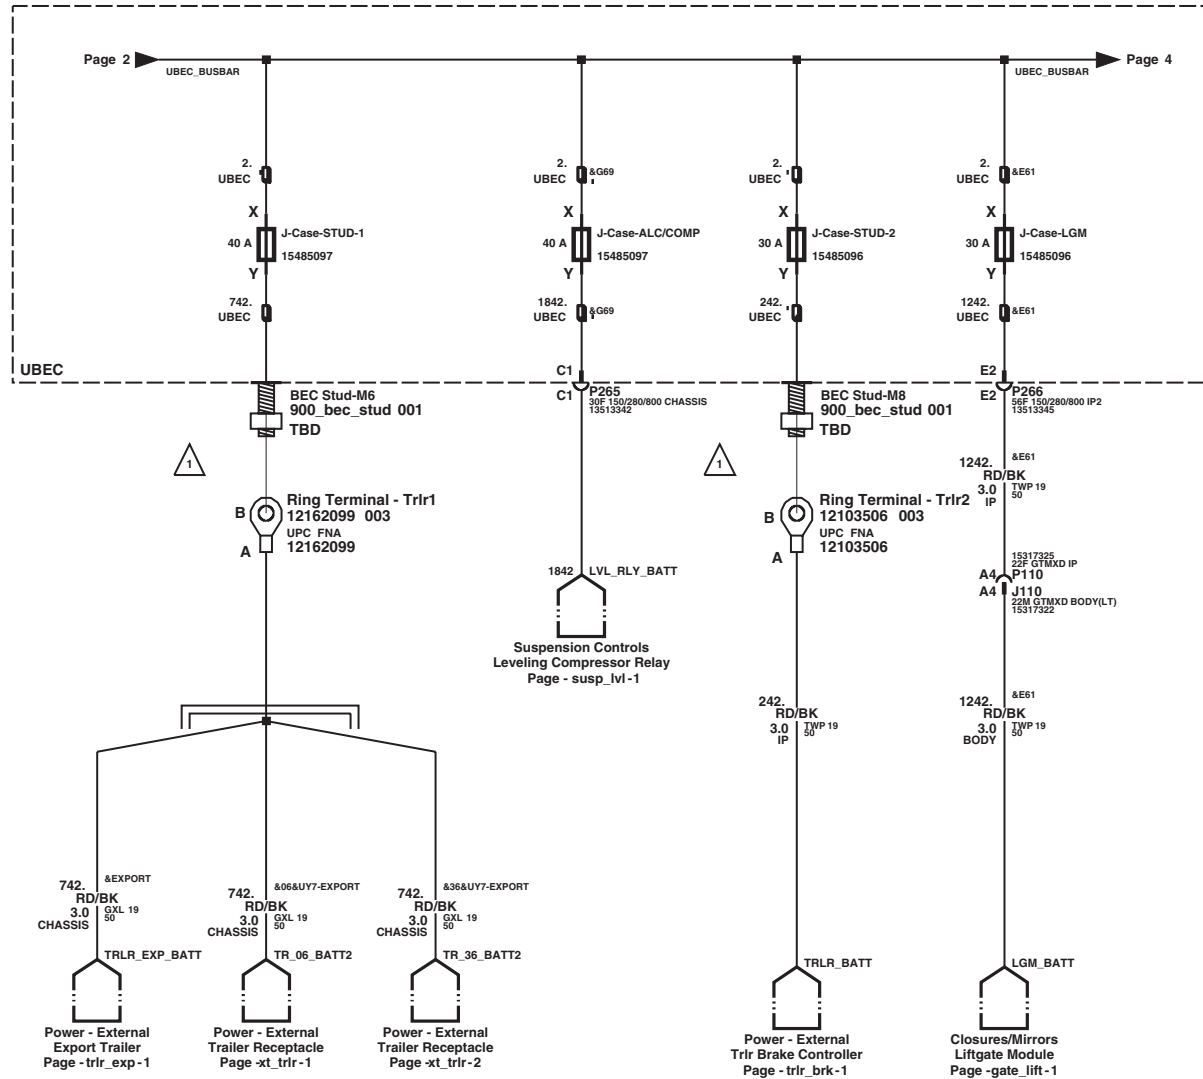 Page 2
UBEC_BUSBAR
UBEC_BUSBAR
Page 4
2.
UBEC
2.
UBEC
&G69
2.
UBEC
2.
UBEC
&E61
X
40 A
J-Case-STUD-1
15485097
Y
X
40 A
J-Case-ALC/COMP
15485097
Y
X
30 A
J-Case-STUD-2
15485096
Y
X
30 A
J-Case-LGM
15485096
Y
742.
UBEC
1842.
UBEC
&G69
242.
UBEC
1242.
UBEC
&E61
UBEC
C1
E2
BEC Stud-M6
900_bec_stud 001
TBD
C1
P265
30F 150/280/800 CHASSIS
13513342
BEC Stud-M8
900_bec_stud 001
TBD
E2
P266
56F 150/280/800 IP2
13513345
1
1
1242.
&E61
RD/BK
3.0
TWP 19
50
IP
B
Ring Terminal - Trlr1
12162099 003
UPC FNA
12162099
A
B
Ring Terminal - Trlr2
12103506 003
UPC FNA
12103506
A
1842
LVL_RLY_BATT
Suspension Controls
Leveling Compressor Relay
Page - susp_lvl-1
15317325
22F GTMXD IP
A4
P110
A4
J110
22M GTMXD BODY(LT)
15317322
242.
RD/BK
3.0
TWP 19
50
IP
1242.
&E61
RD/BK
3.0
TWP 19
50
BODY
742.
&EXPORT
RD/BK
3.0
GXL 19
50
CHASSIS
742.
&06&UY7-EXPORT
RD/BK
3.0
GXL 19
50
CHASSIS
742.
&36&UY7-EXPORT
RD/BK
3.0
GXL 19
50
CHASSIS
TRLR_EXP_BATT
TR_06_BATT2
TR_36_BATT2
TRLR_BATT
LGM_BATT
Power - External
Export Trailer
Page - trlr_exp-1
Power - External
Trailer Receptacle
Page -xt_trlr-1
Power - External
Trailer Receptacle
Page -xt_trlr-2
Power - External
Trlr Brake Controller
Page - trlr_brk-1
Closures/Mirrors
Liftgate Module
Page -gate_lift-1